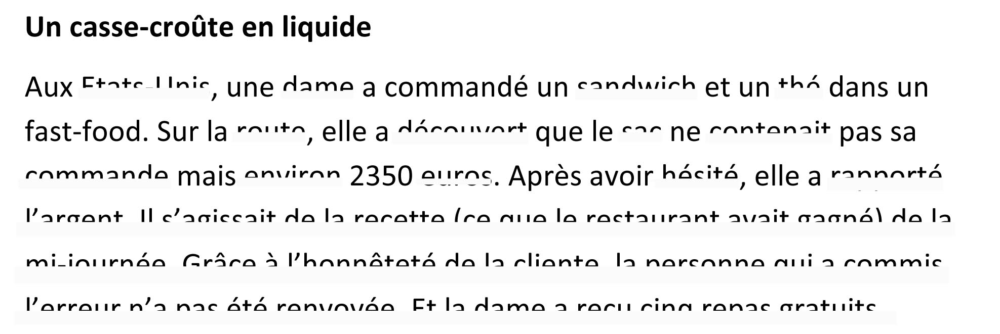 Un casse-croûte en liquide
Aux Etats-Unis, une dame a commandé un sandwich et un thé dans un
fast-food. Sur la route, elle a découvert que le sac ne contenait pas sa
commande mais environ 2350 euros. Après avoir hésité, elle a rapporté
l’argent. Il s’agissait de la recette (ce que le restaurant avait gagné) de la
mi-journée. Grâce à l’honnêteté de la cliente, la personne qui a commis
l’erreur n’a pas été renvoyée. Et la dame a reçu cinq repas gratuits.